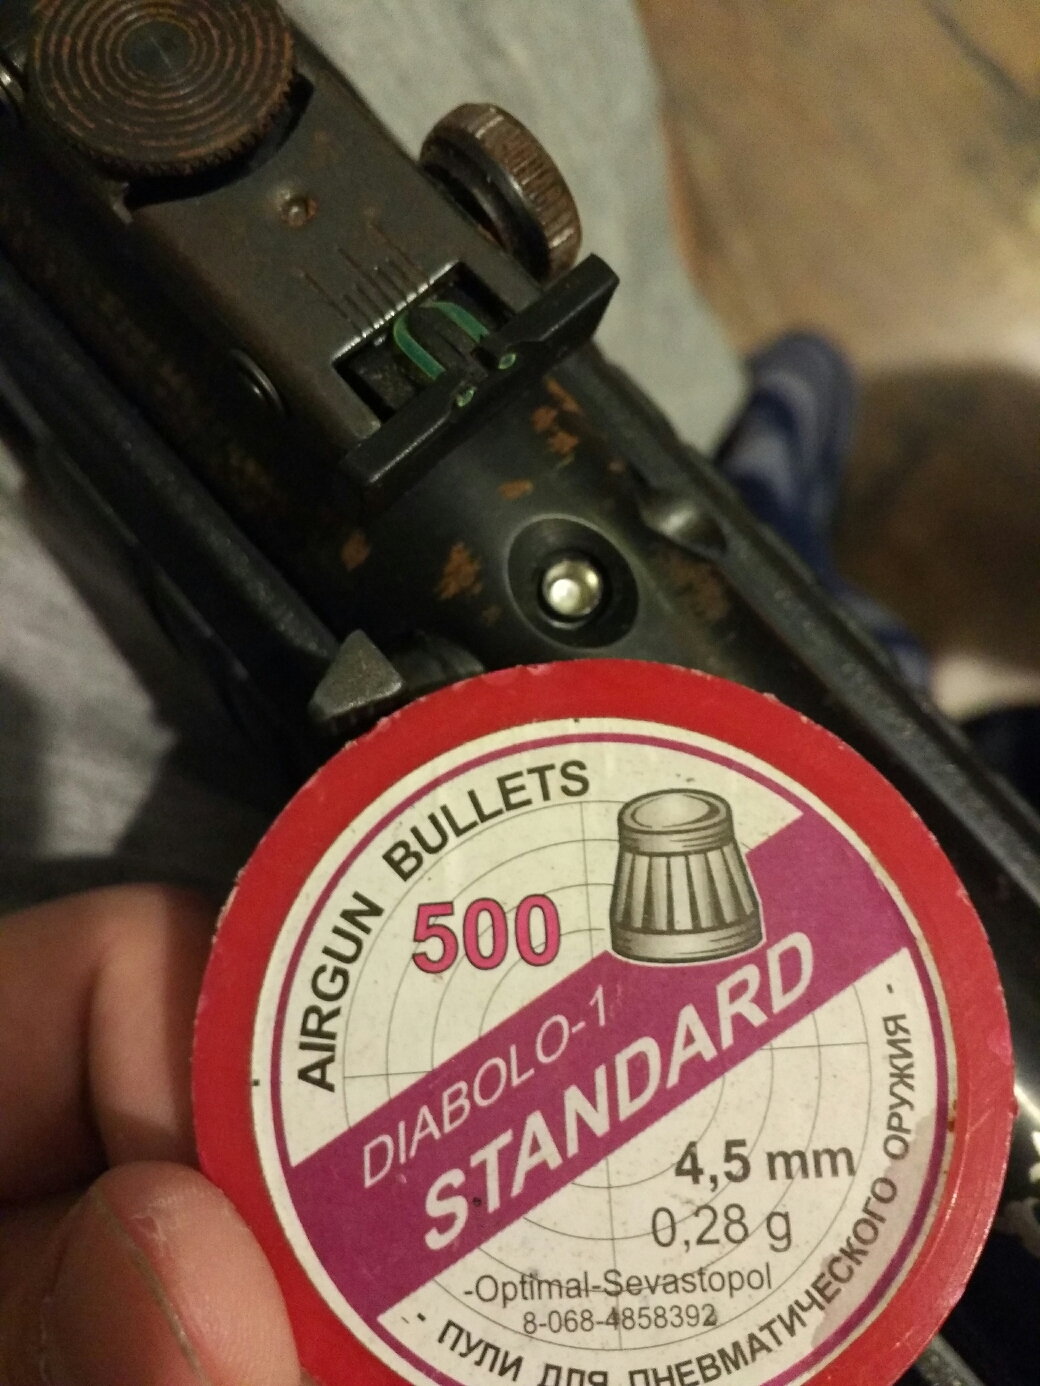 AIRGUN BULLETS
500
DIABOLO-1
STANDARD
4,5 mm
0,28 g
-Optimal-Sevastopol
8-068-4858392
- ПУЛИ ДЛЯ ПНЕВМАТИЧЕСКОГО ОРУЖИЯ -